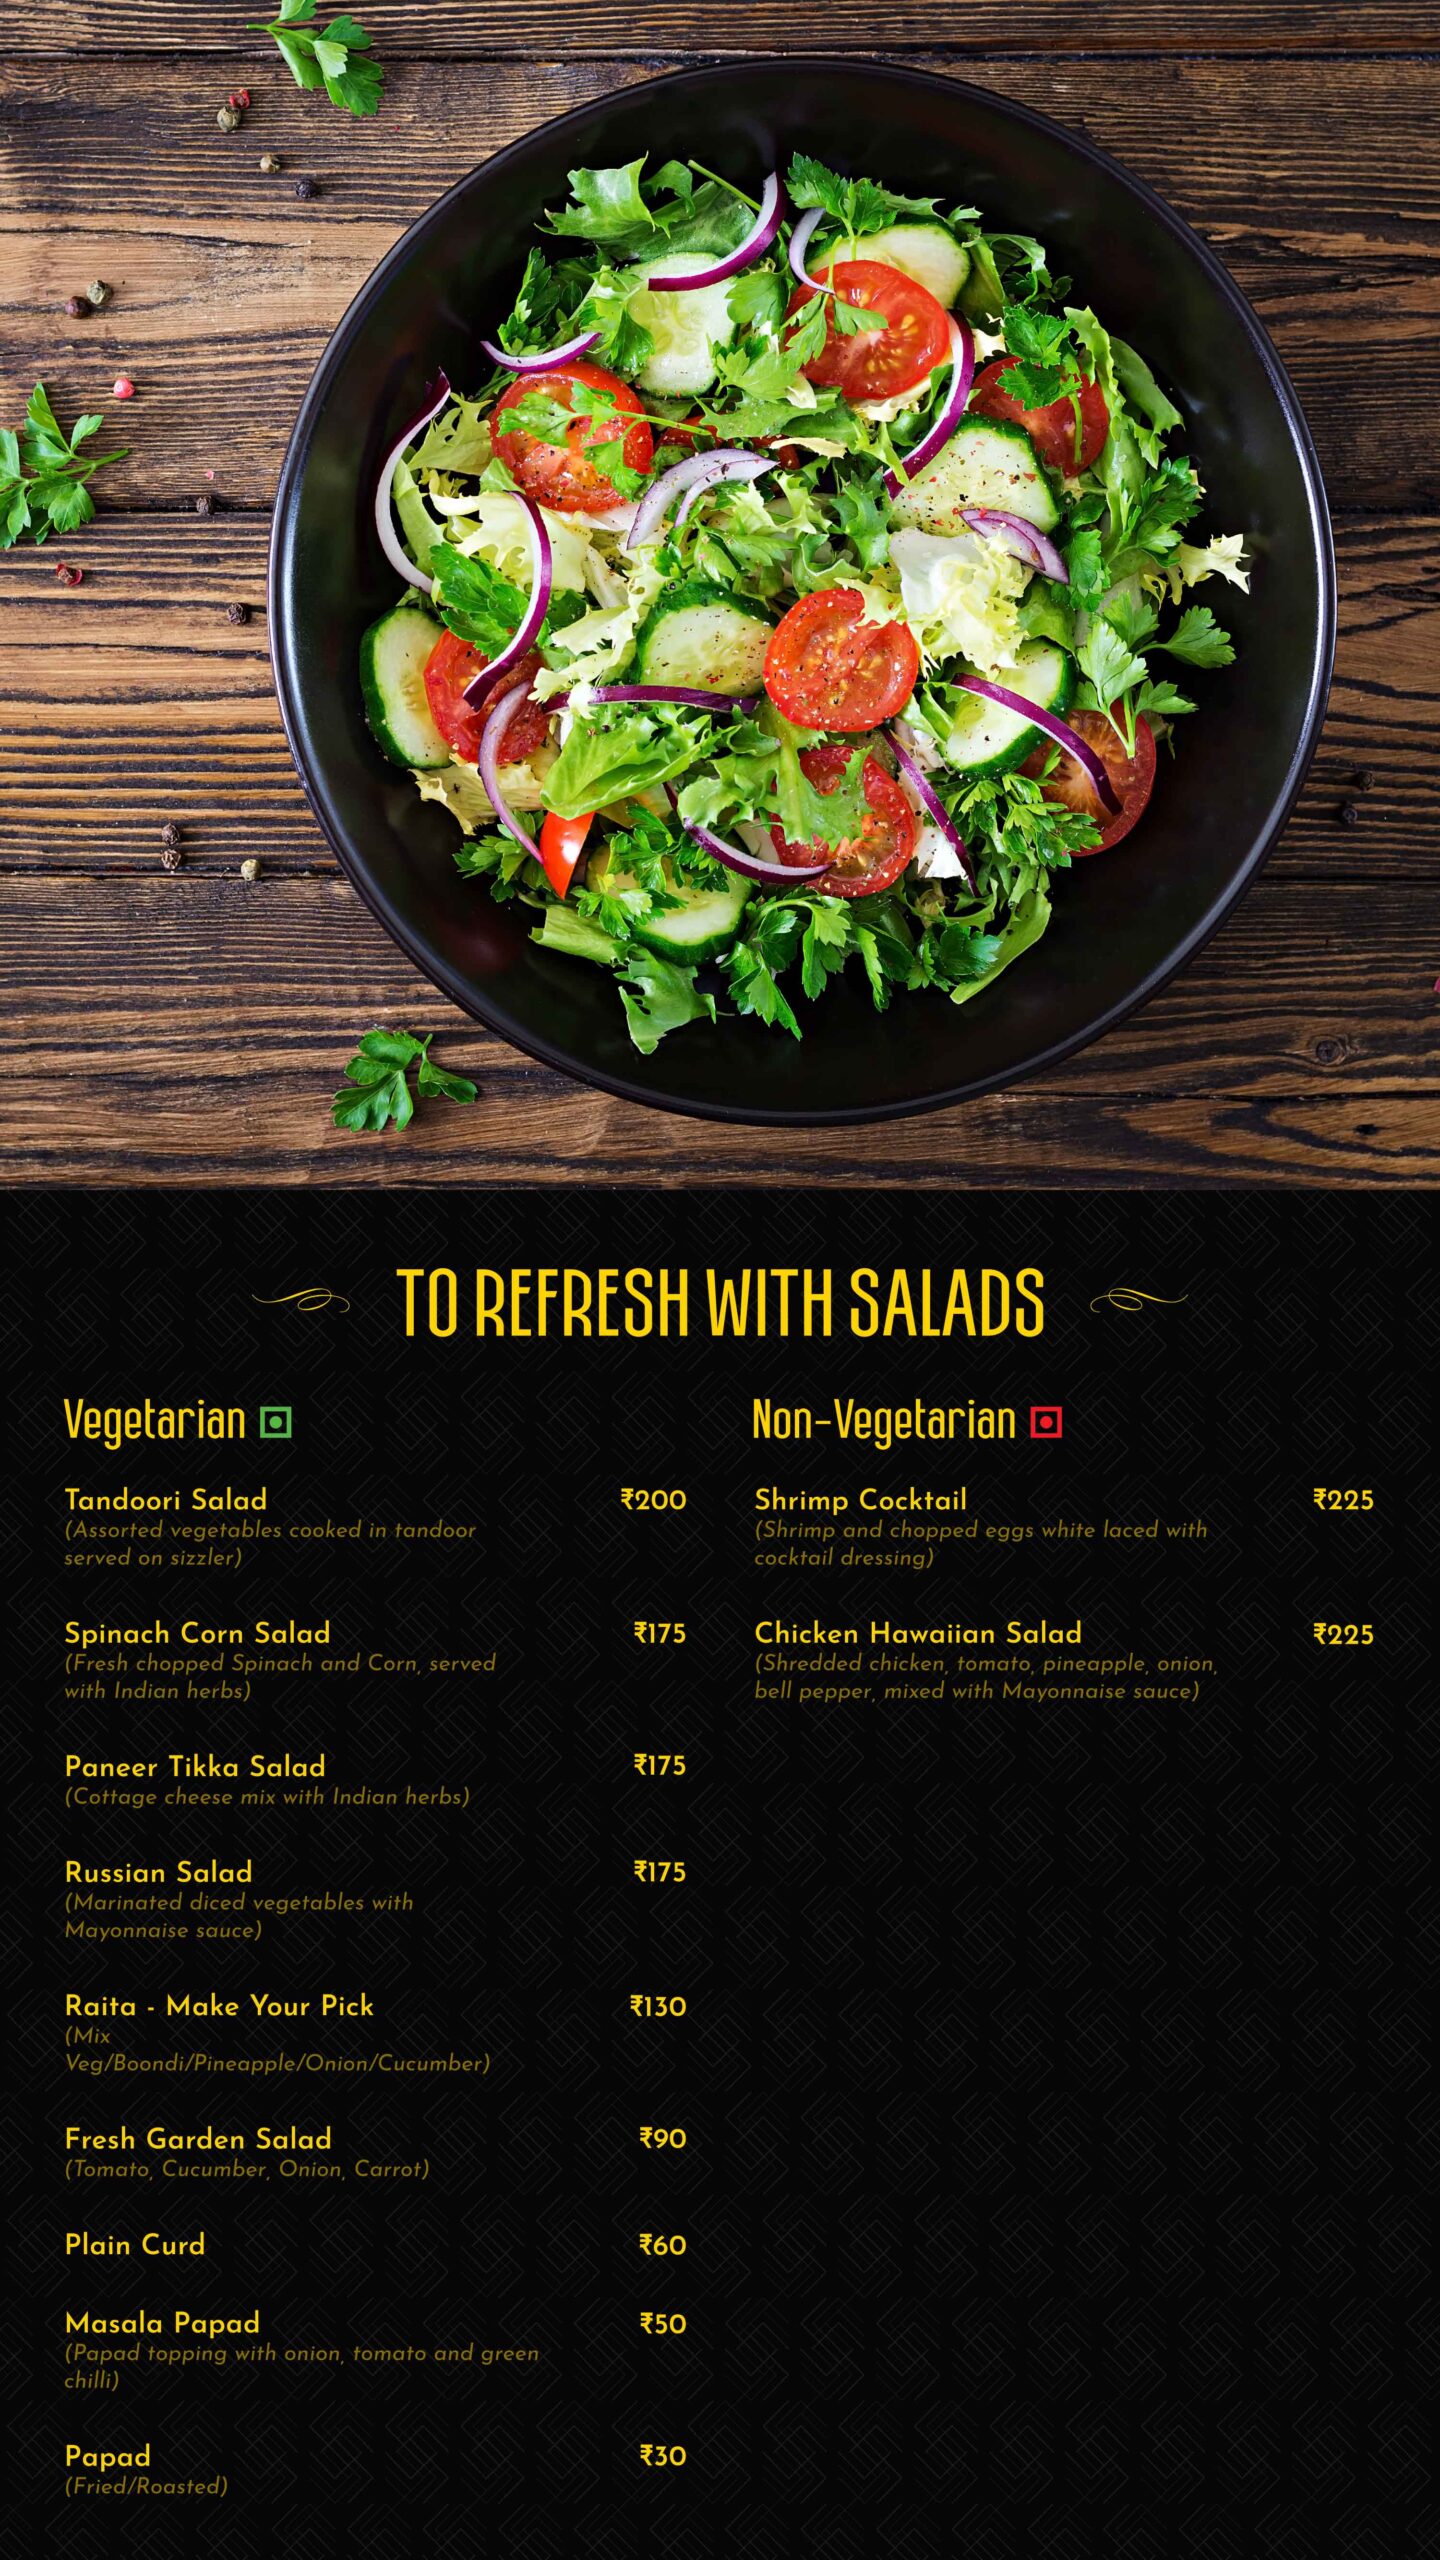 TO REFRESH WITH SALADS
Vegetarian
Tandoori Salad ₹200
(Assorted vegetables cooked in tandoor
served on sizzler)
Spinach Corn Salad ₹175
(Fresh chopped Spinach and Corn, served
with Indian herbs)
Paneer Tikka Salad ₹175
(Cottage cheese mix with Indian herbs)
Russian Salad ₹175
(Marinated diced vegetables with
Mayonnaise sauce)
Raita - Make Your Pick ₹130
(Mix
Veg/Boondi/Pineapple/Onion/Cucumber)
Fresh Garden Salad ₹90
(Tomato, Cucumber, Onion, Carrot)
Plain Curd ₹60
Masala Papad ₹50
(Papad topping with onion, tomato and green
chilli)
Papad ₹30
(Fried/Roasted)
Non-Vegetarian
Shrimp Cocktail ₹225
(Shrimp and chopped eggs white laced with
cocktail dressing)
Chicken Hawaiian Salad ₹225
(Shredded chicken, tomato, pineapple, onion,
bell pepper, mixed with Mayonnaise sauce)